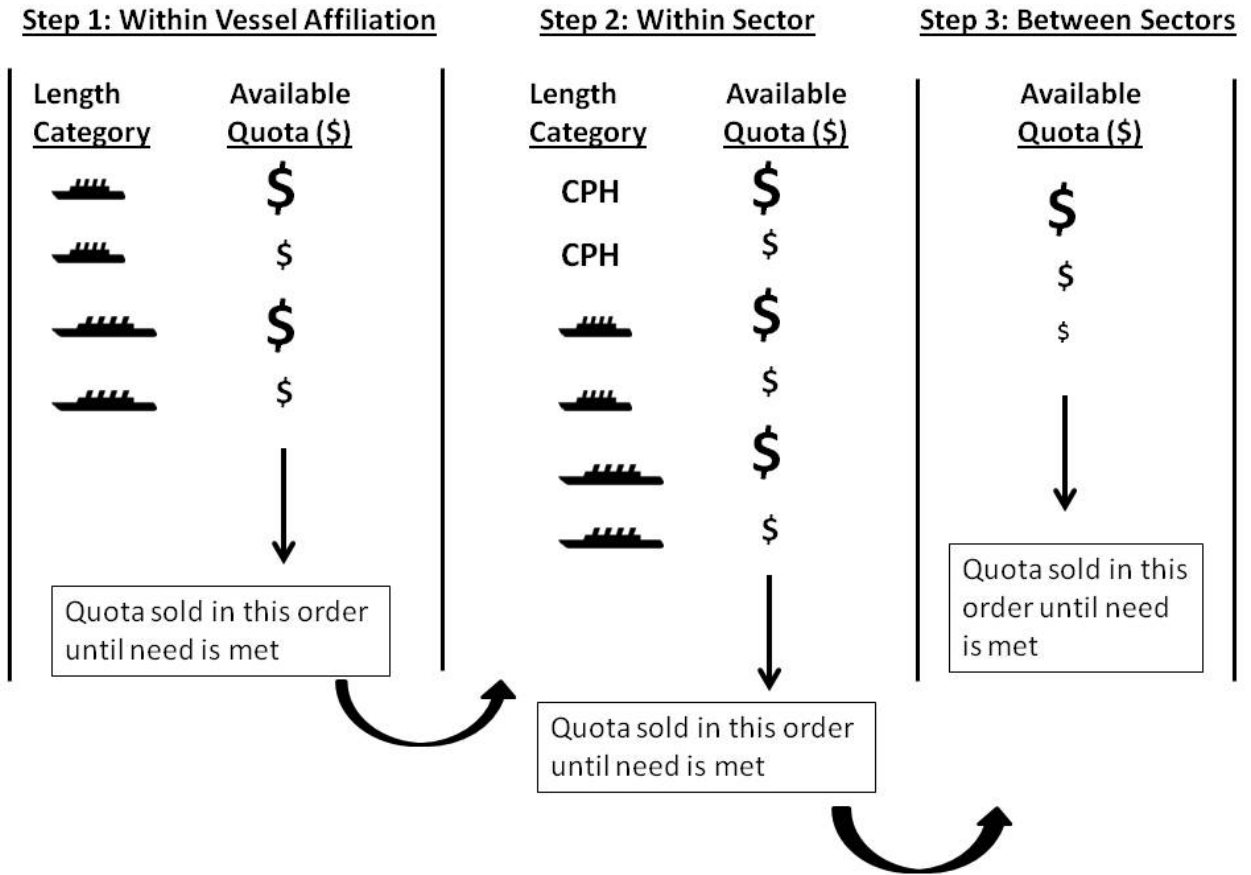 Step 1: Within Vessel Affiliation
Length
Category
Available
Quota ($)
$
$
$
$
Quota sold in this order
until need is met
Step 2: Within Sector
Length
Category
Available
Quota ($)
CPH
$
CPH
$
$
$
$
$
Quota sold in this order
until need is met
Step 3: Between Sectors
Available
Quota ($)
$
$
$
Quota sold in this
order until need
is met